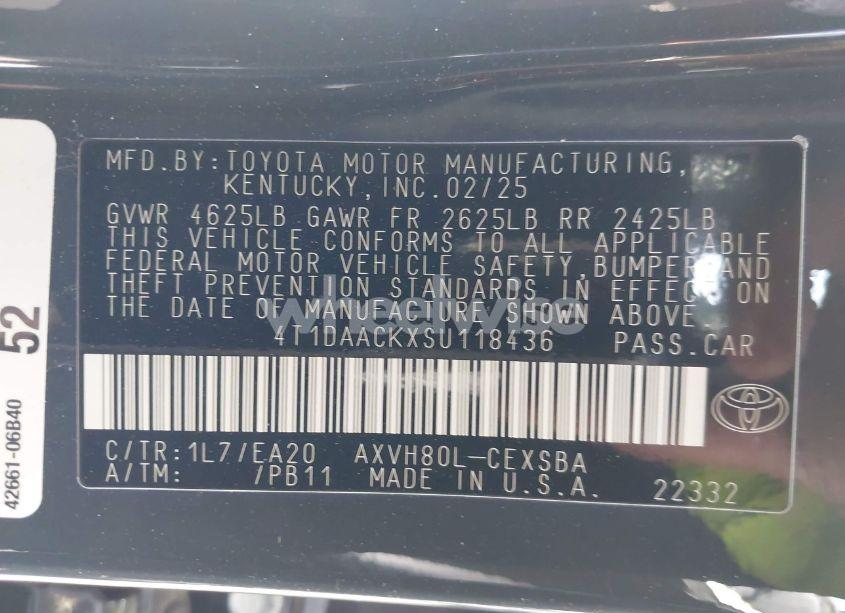 MFD.BY:TOYOTA MOTOR MANUFACTURING,
KENTUCKY,INC.02/25
GVWR 4625LB GAWR FR 2625LB RR 2425LB
THIS VEHICLE CONFORMS TO ALL APPLICABLE
FEDERAL MOTOR VEHICLE SAFETY,BUMPER,AND
THEFT PREVENTION STANDARDS IN EFFECT ON
THE DATE OF MANUFACTURE SHOWN ABOVE.
wheelwise
4T1DAACKXSU118436 PASS.CAR
C/TR:1L7/EA20 AXVH80L-CEXSBA
A/TM: /PB11 MADE IN U.S.A. 22332
52
42661-06B40